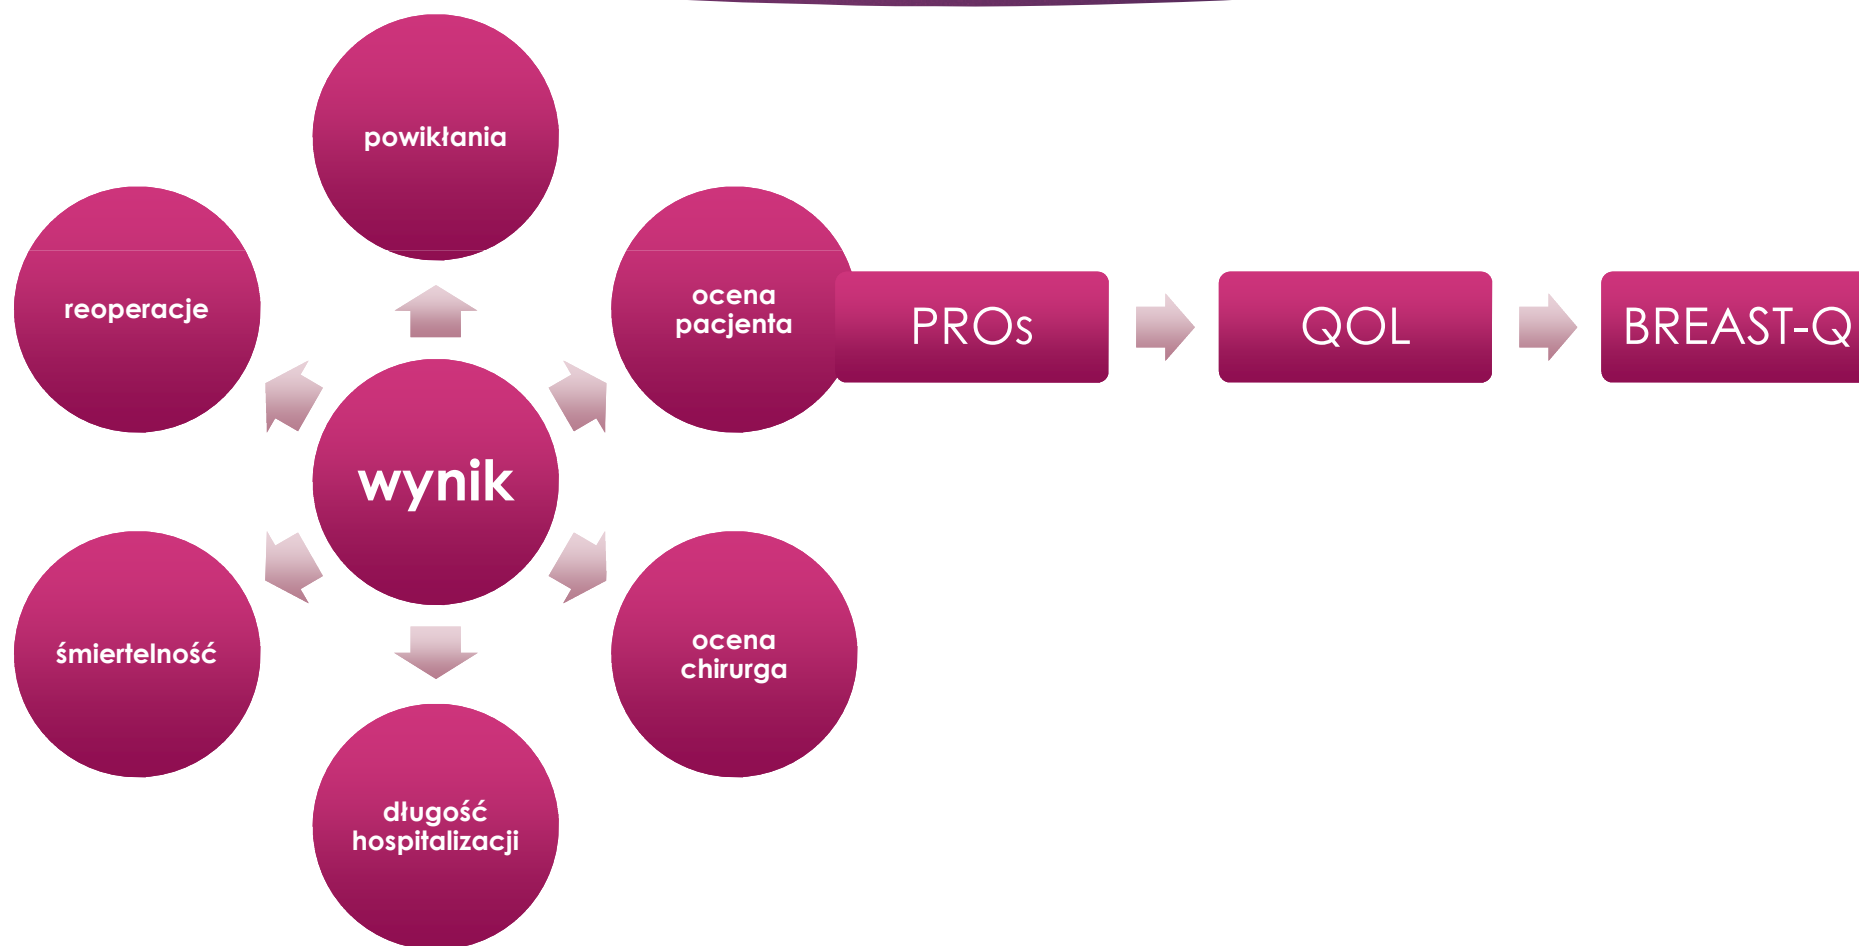 powikłania
reoperacje
ocena
pacjenta
PROs
QOL
BREAST-Q
wynik
śmiertelność
ocena
chirurga
długość
hospitalizacji